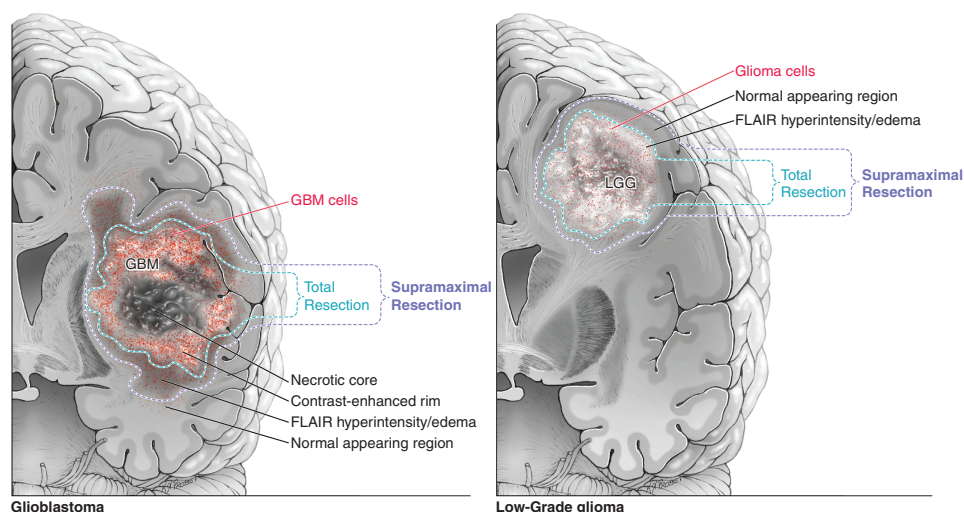 GBM cells
GBM
Total
Resection
Supramaximal
Resection
Necrotic core
Contrast-enhanced rim
FLAIR hyperintensity/edema
Normal appearing region
Glioblastoma
Glioma cells
Normal appearing region
FLAIR hyperintensity/edema
LGG
Total
Resection
Supramaximal
Resection
Low-Grade glioma